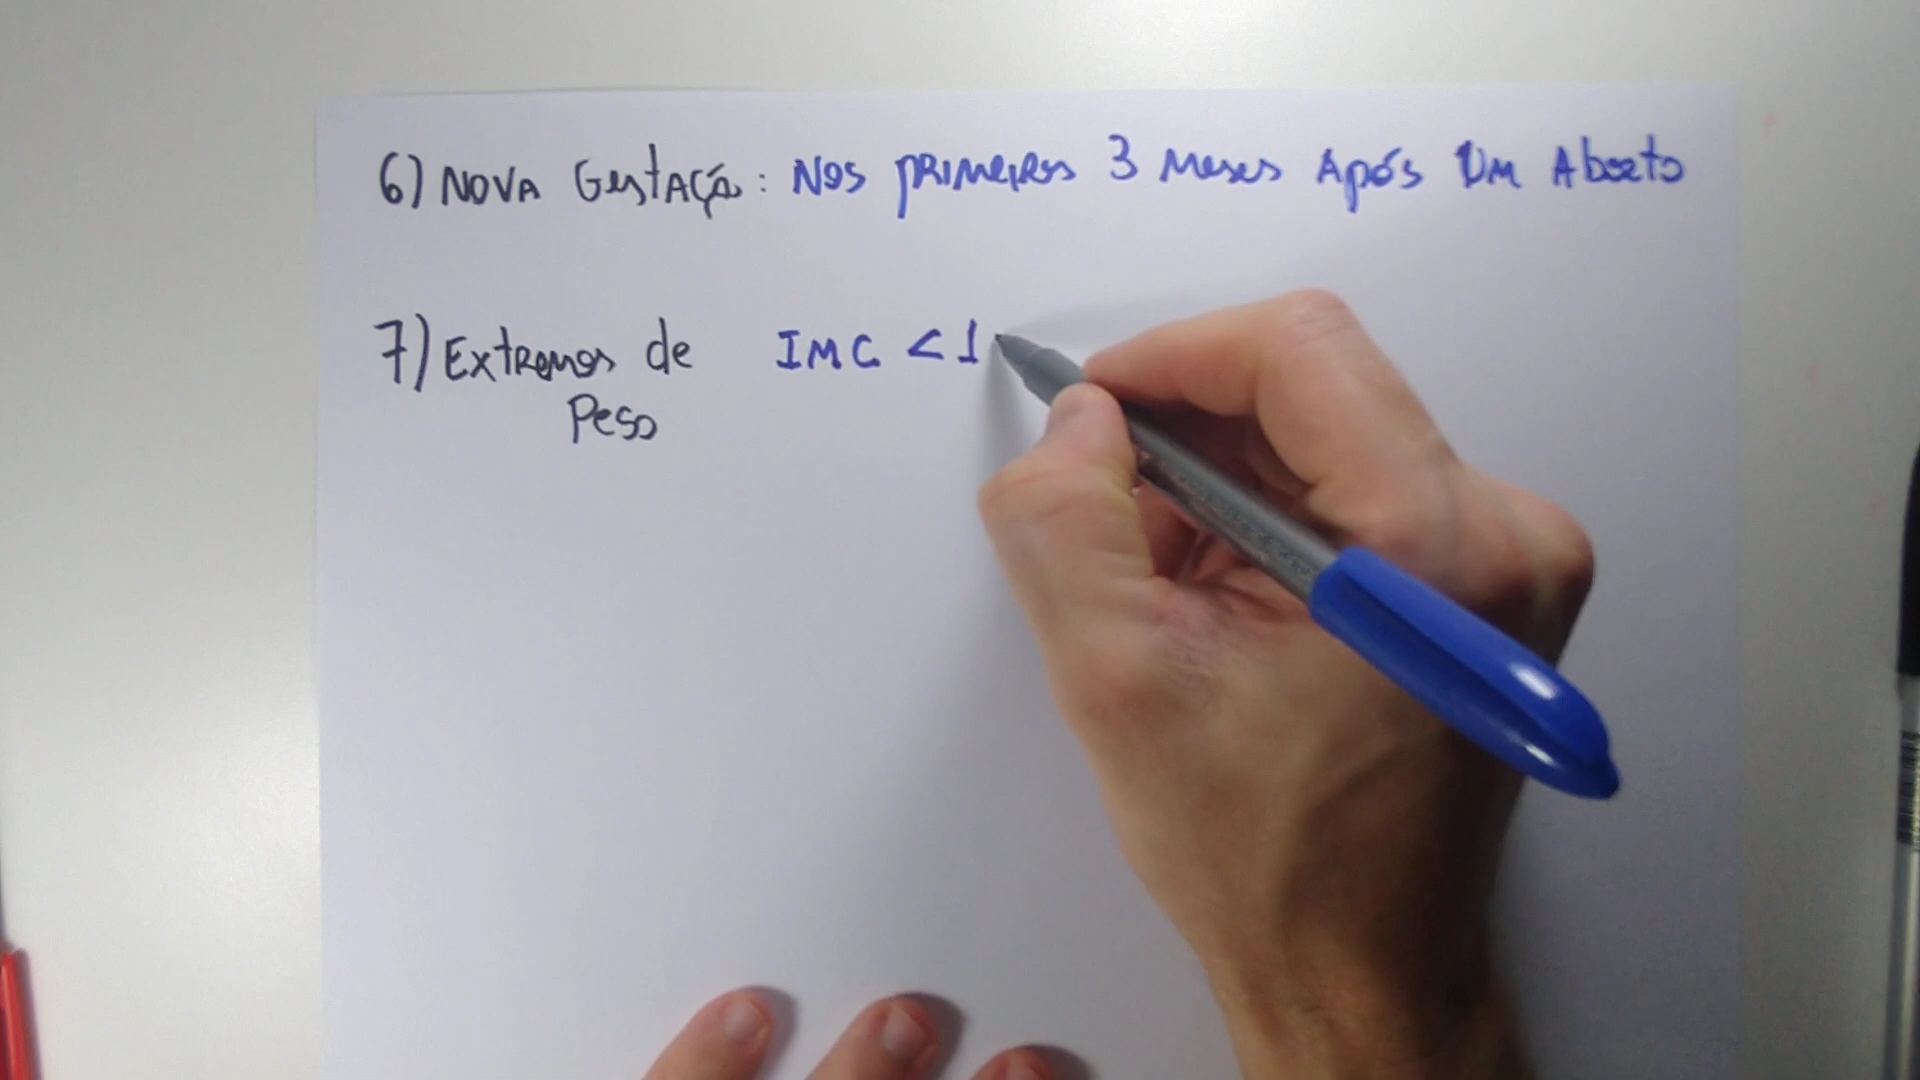 6) Nova Gestação: Nos primeiros 3 meses Após Um Aborto
7) Extremos de IMC <1
Peso